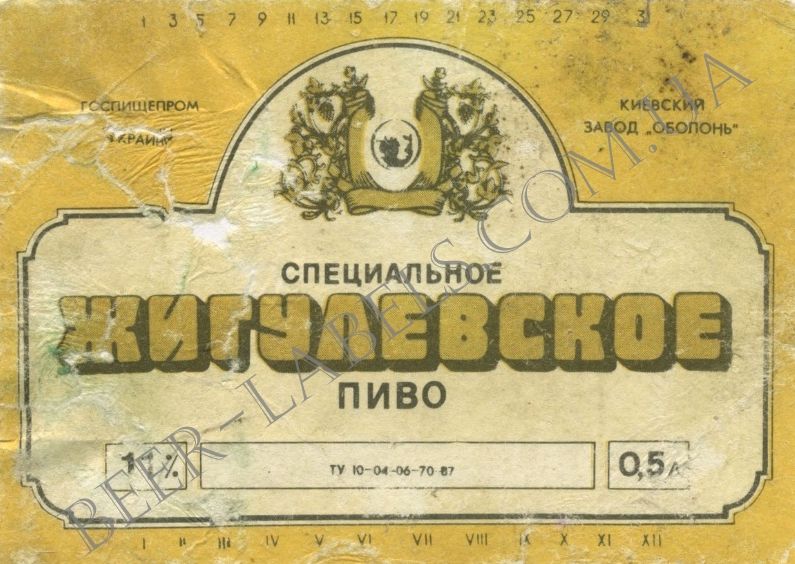 1 3 5 7 9 11 13 15 17 19 21 23 25 27 29 31
ГОСПИЩЕПРОМ
УКРАИНЫ
КИЕВСКИЙ
ЗАВОД „ОБОЛОНЬ"
СПЕЦИАЛЬНОЕ
ЖИГУЛЕВСКОЕ
ПИВО
11%
ТУ 10-04-06-70-87
0,5 л
I II III IV V VI VII VIII IX X XI XII
BEER-LABELS.COM.UA